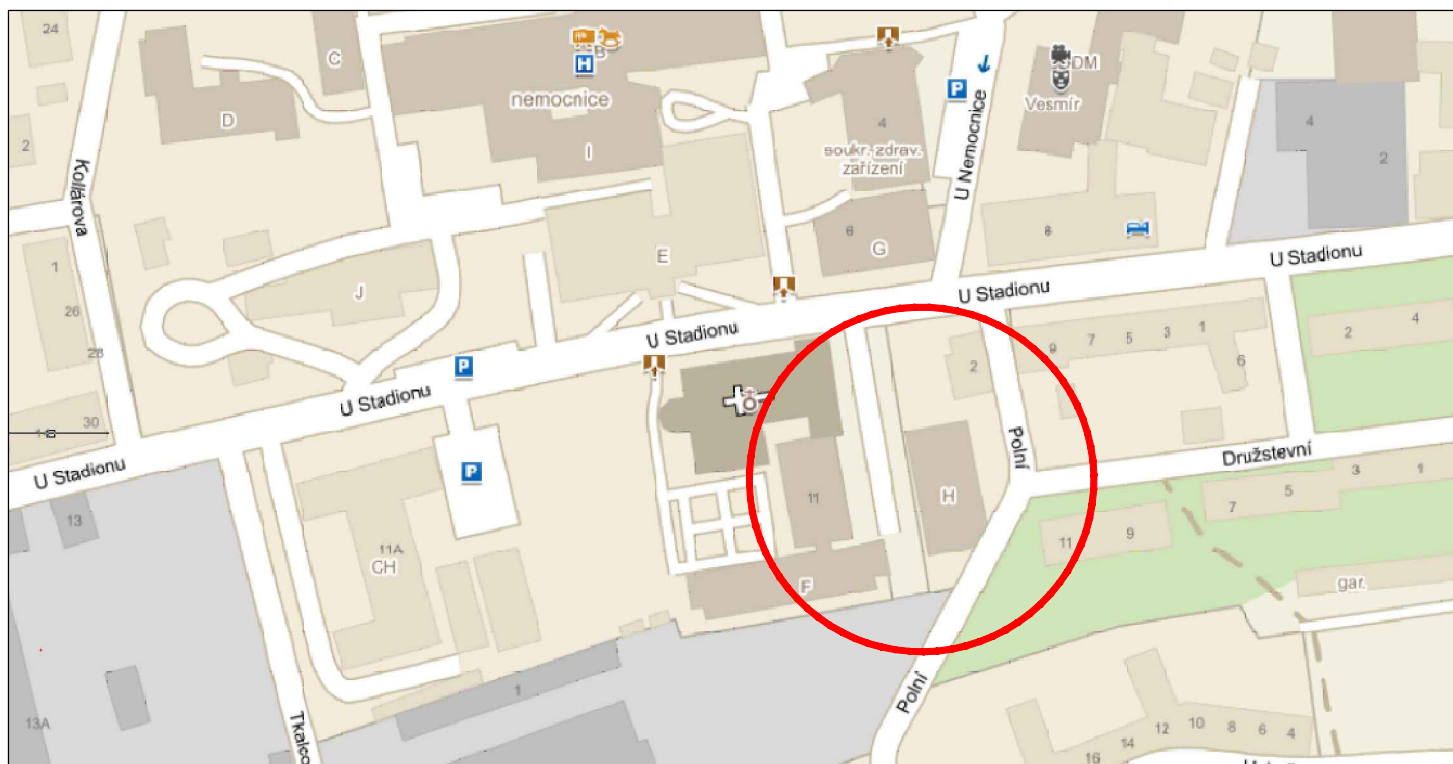 24
C
B
H
nemocnice
D
I
2
Kollárova
4
soukr. zdrav.
zařízení
P
U Nemocnice
DM
Vesmír
4
2
6
G
8
E
J
1
26
28
30
U Stadionu
U Stadionu
U Stadionu
U Stadionu
U Stadionu
P
P
2
9
7
5
3
1
6
2
4
Polní
Družstevní
11
H
11
9
7
5
3
1
13
11A
CH
F
gar.
1
13A
Tkalco
Polní
16
14
12
10
8
6
4